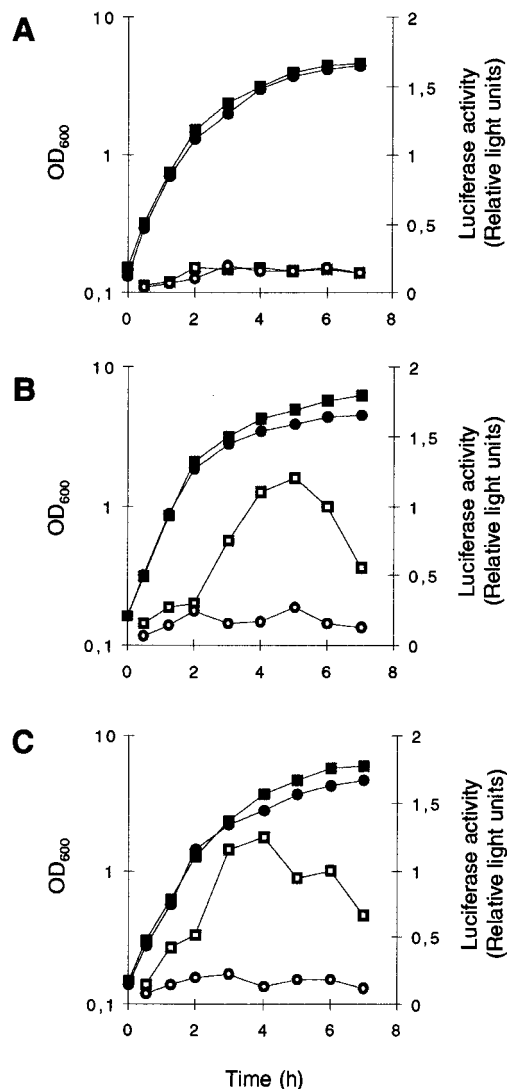 A
10
1
0,1
OD600
2
1,5
1
0,5
0
Luciferase activity
(Relative light units)
0 2 4 6 8
B
10
1
0,1
OD600
2
1,5
1
0,5
0
Luciferase activity
(Relative light units)
0 2 4 6 8
C
10
1
0,1
OD600
2
1,5
1
0,5
0
Luciferase activity
(Relative light units)
0 2 4 6 8
Time (h)